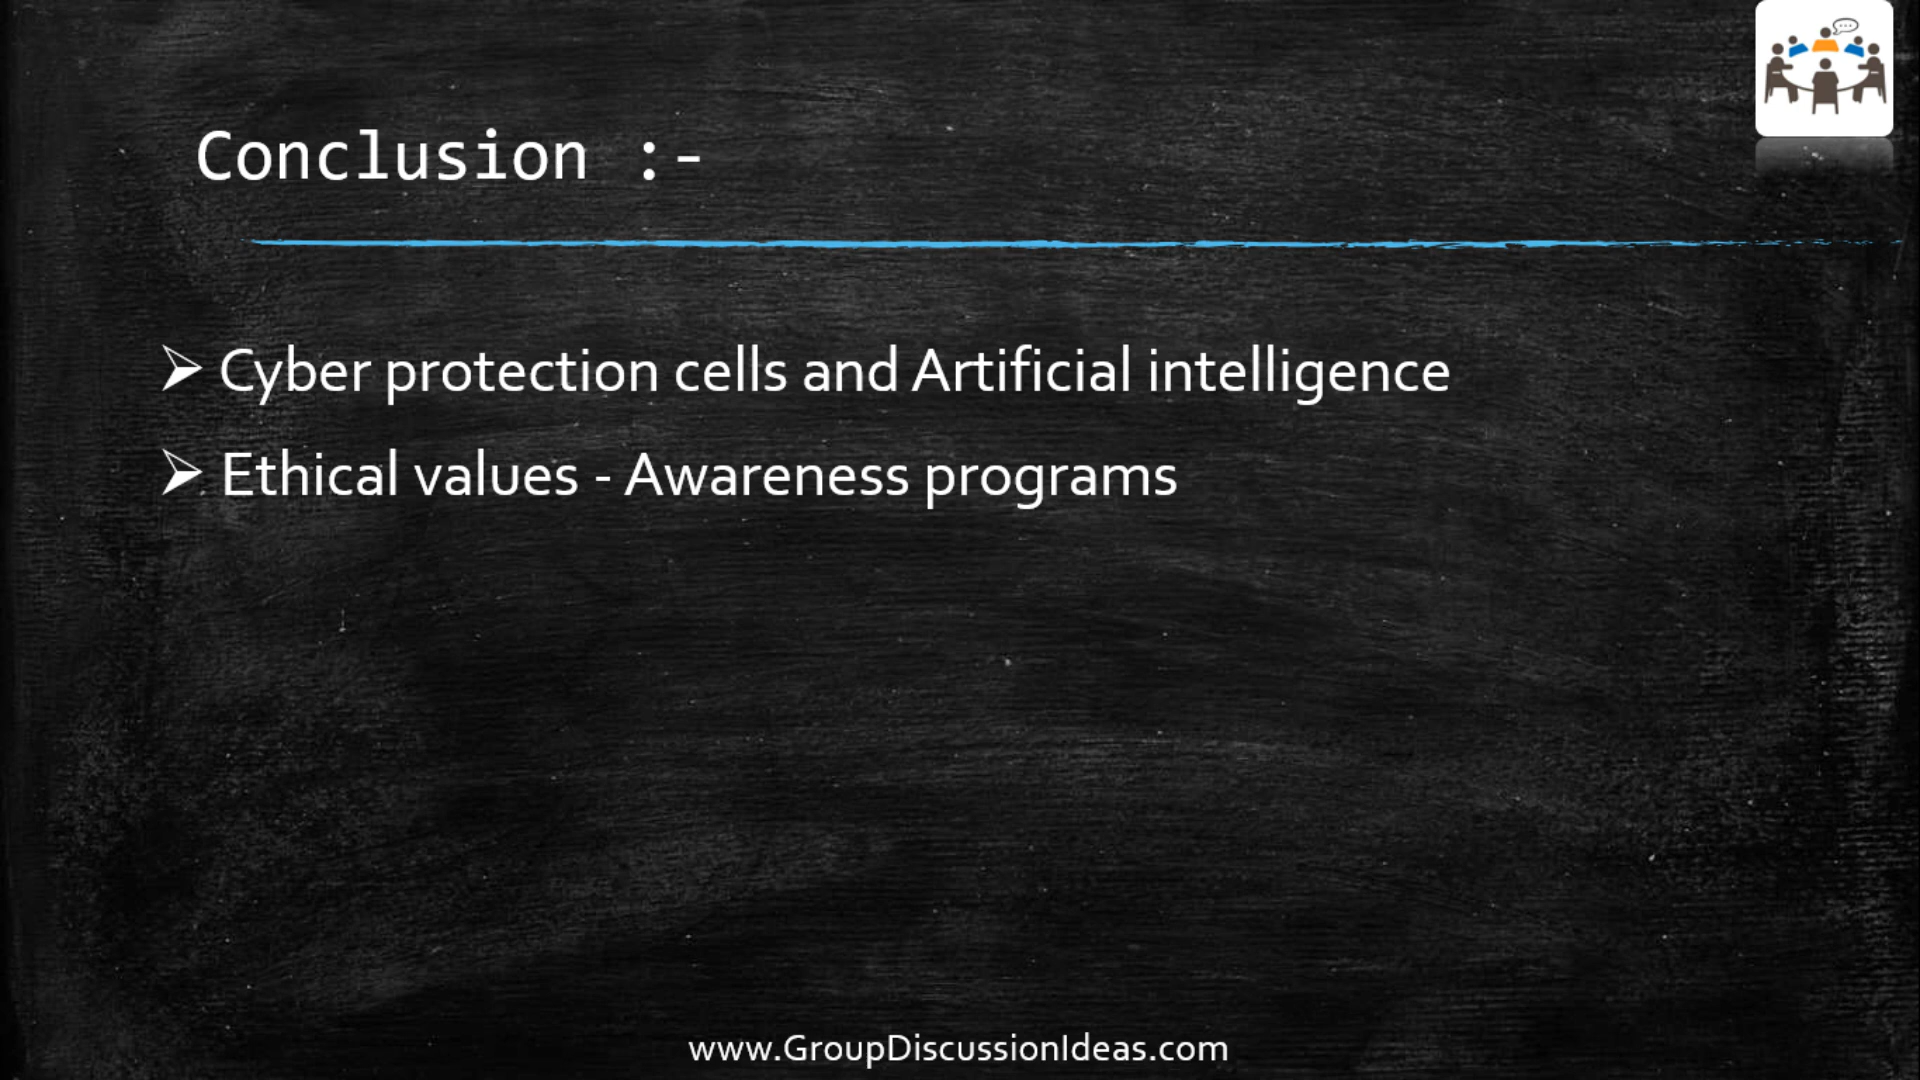 Conclusion :-
Cyber protection cells and Artificial intelligence
Ethical values - Awareness programs
www.GroupDiscussionIdeas.com